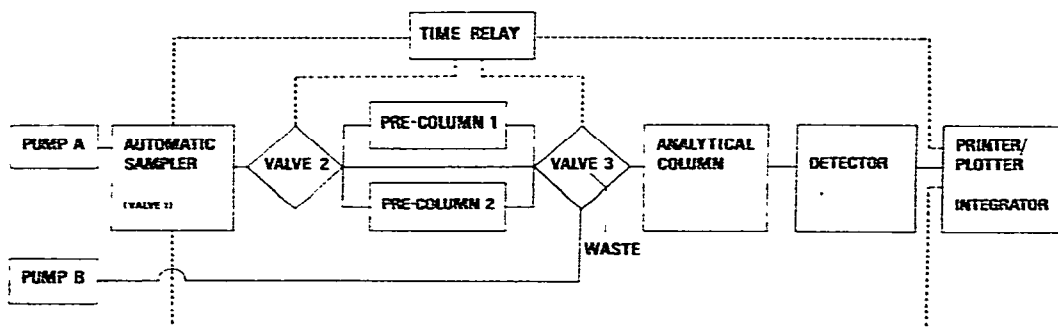 TIME RELAY
PUMP A
AUTOMATIC
SAMPLER
(VALVE 1)
VALVE 2
PRE-COLUMN 1
PRE-COLUMN 2
VALVE 3
WASTE
ANALYTICAL
COLUMN
DETECTOR
PRINTER/
PLOTTER
INTEGRATOR
PUMP B